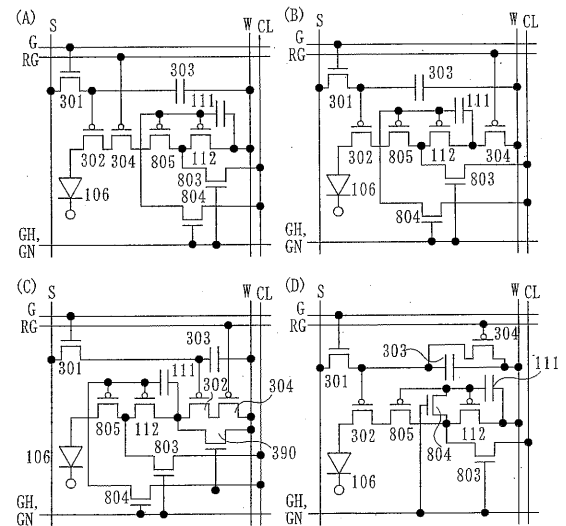 (A)
S
W CL
G
RG
303
301
111
302 304 805 112
803
804
106
GH,
GN
(B)
S
W CL
G
RG
303
301
111
302 805 112 304
803
804
106
GH,
GN
(C)
S
W CL
G
RG
303
301
111
302
304
805 112
803
390
106
804
GH,
GN
(D)
S
W CL
G
RG
304
303
301
111
302 805 112
804
803
106
GH,
GN